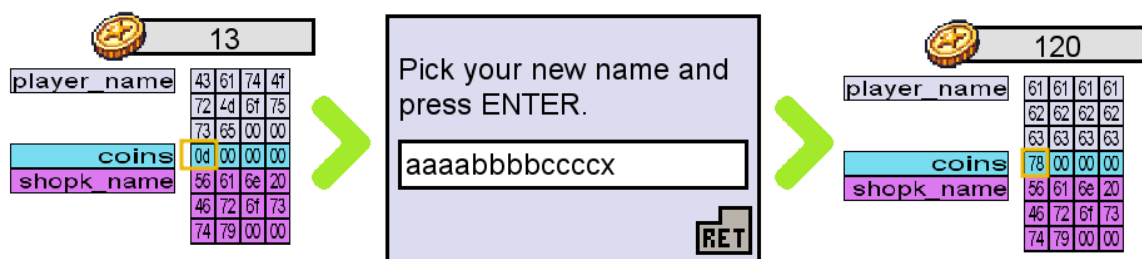 13
player_name
43 61 74 4f
72 4d 6f 75
73 65 00 00
coins 0d 00 00 00
shopk_name 56 61 6e 20
46 72 6f 73
74 79 00 00
Pick your new name and
press ENTER.
aaaabbbbccccx
RET
120
player_name 61 61 61 61
62 62 62 62
63 63 63 63
coins 78 00 00 00
shopk_name 56 61 6e 20
46 72 6f 73
74 79 00 00